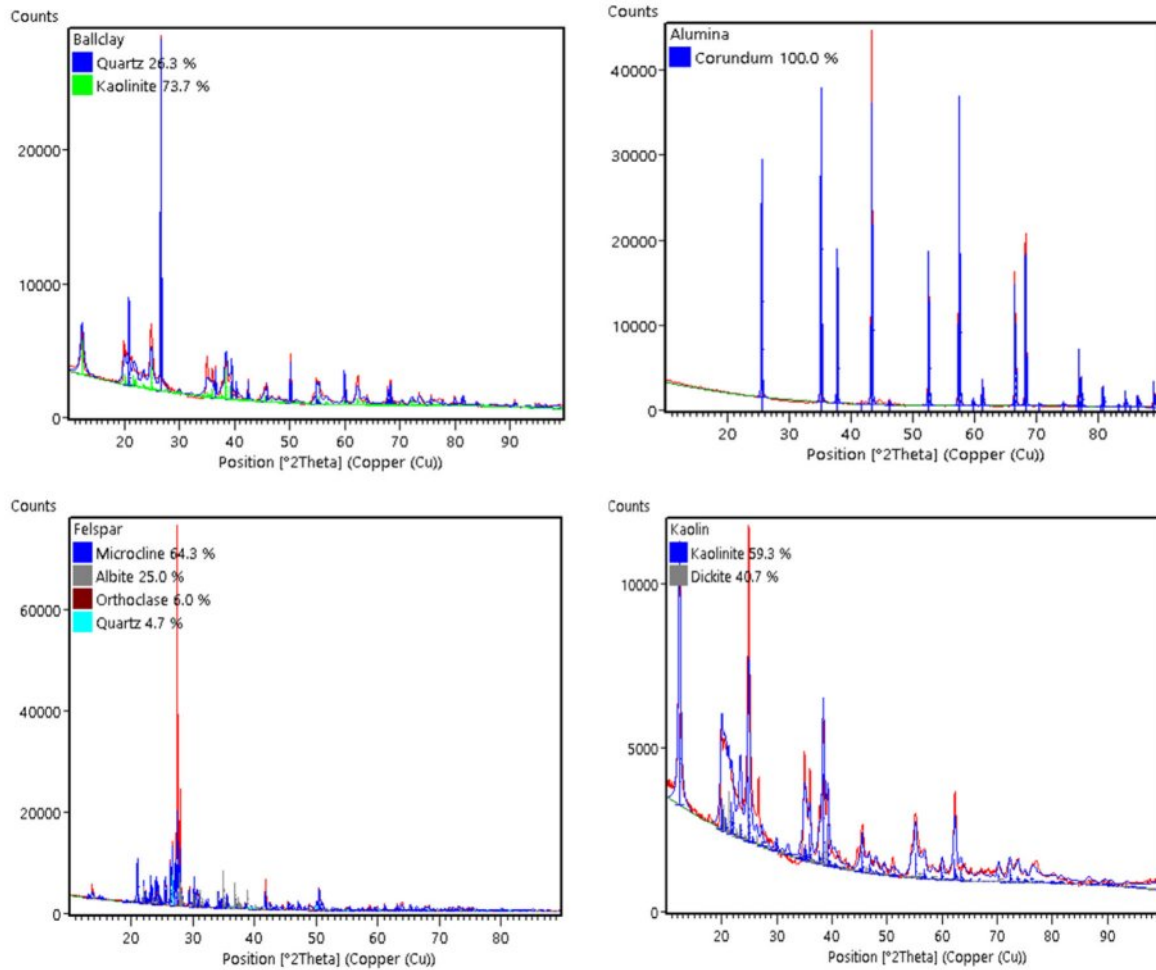 Counts
Ballclay
Quartz 26.3 %
Kaolinite 73.7 %
20000
10000
0
20 30 40 50 60 70 80 90
Position [°2Theta] (Copper (Cu))
Counts
Alumina
Corundum 100.0 %
40000
30000
20000
10000
0
20 30 40 50 60 70 80
Position [°2Theta] (Copper (Cu))
Counts
Felspar
Microcline 64.3 %
Albite 25.0 %
Orthoclase 6.0 %
Quartz 4.7 %
60000
40000
20000
0
20 30 40 50 60 70 80
Position [°2Theta] (Copper (Cu))
Counts
Kaolin
Kaolinite 59.3 %
Dickite 40.7 %
10000
5000
0
20 30 40 50 60 70 80 90
Position [°2Theta] (Copper (Cu))